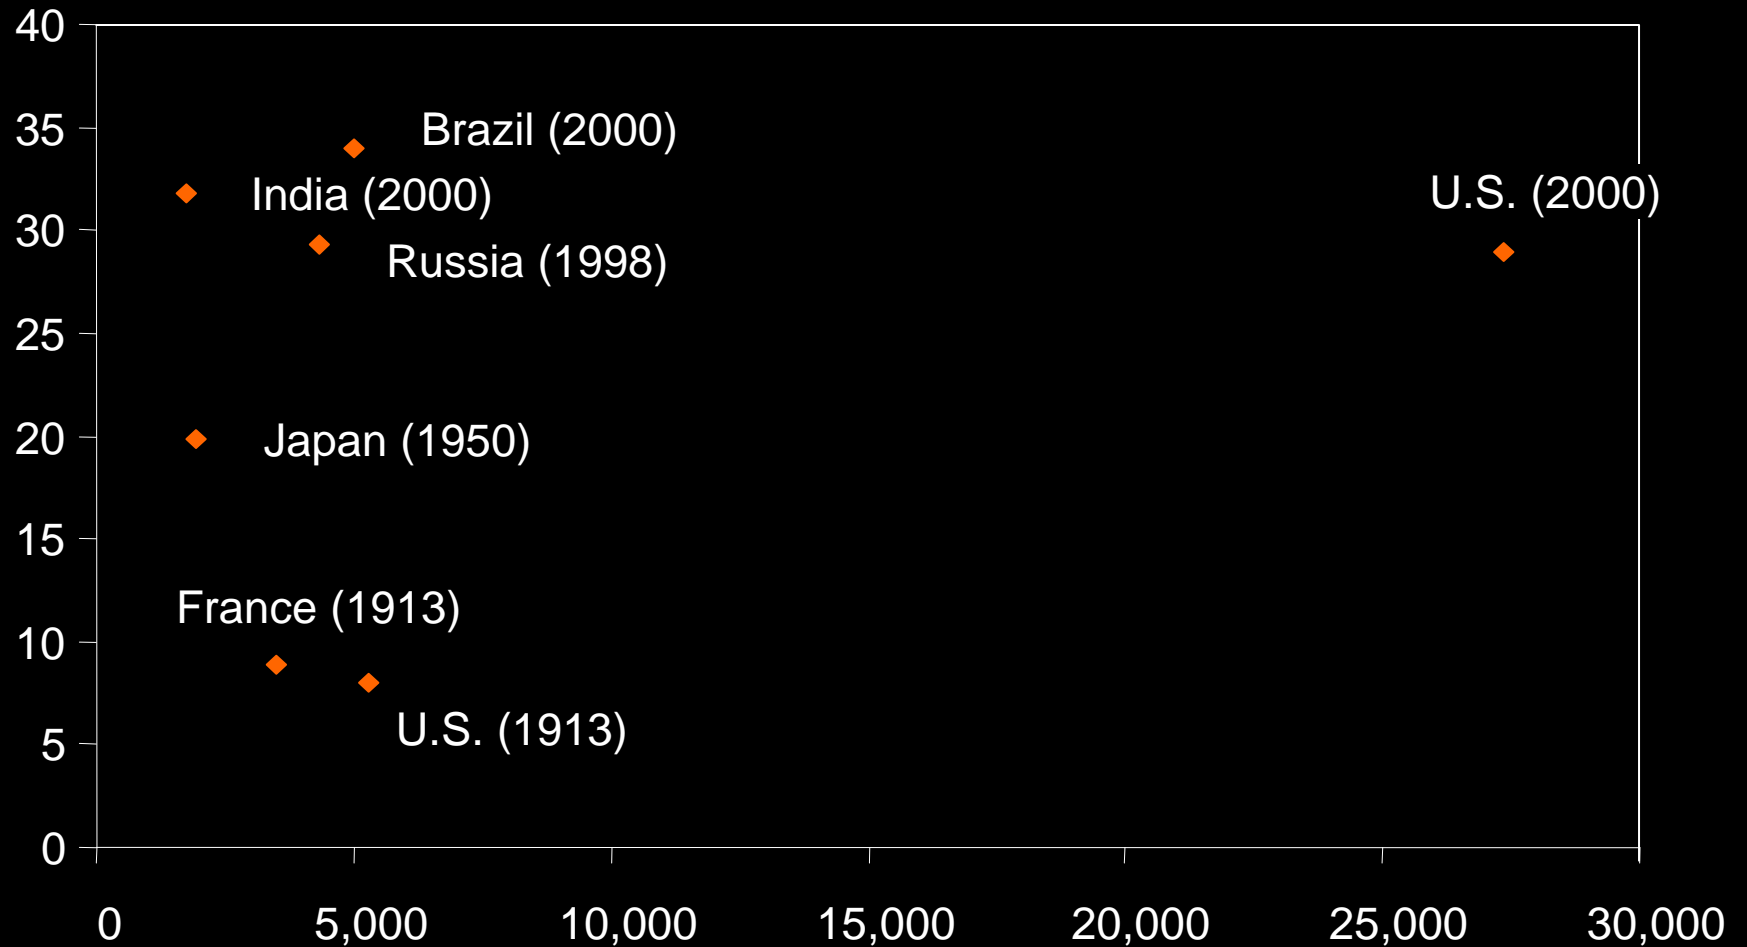 40
35
Brazil (2000)
India (2000)
U.S. (2000)
30
Russia (1998)
25
20
Japan (1950)
15
France (1913)
10
U.S. (1913)
5
0
0 5,000 10,000 15,000 20,000 25,000 30,000